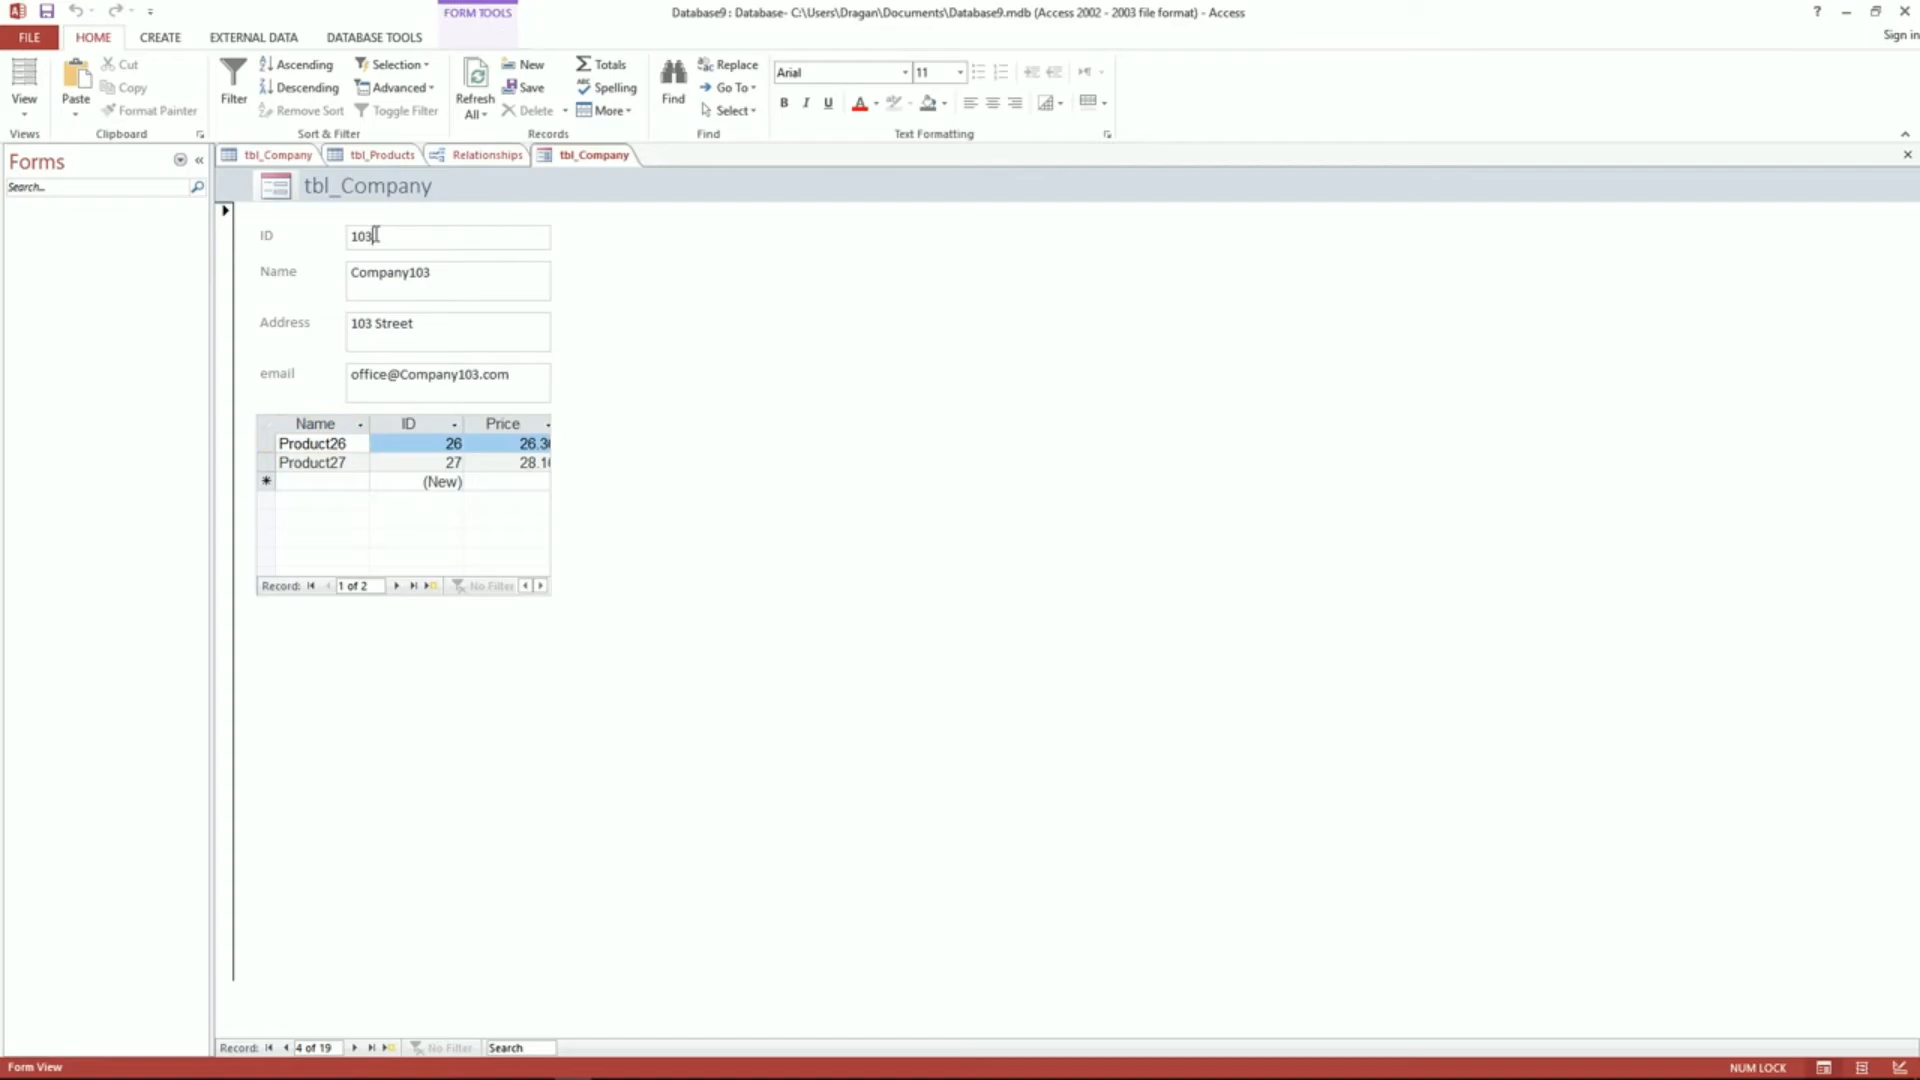 FORM TOOLS
Database9 : Database- C:\Users\Dragan\Documents\Database9.mdb (Access 2002 - 2003 file format) - Access
?
FILE HOME CREATE EXTERNAL DATA DATABASE TOOLS Sign in
View
Views
Paste
Cut
Copy
Format Painter
Clipboard
Filter
Ascending
Descending
Remove Sort
Selection
Advanced
Toggle Filter
Sort & Filter
Refresh
All
New
Save
Delete
Totals
Spelling
More
Records
Find
Replace
Go To
Select
Find
Arial 11
B I U A
Text Formatting
Forms
Search...
tbl_Company tbl_Products Relationships tbl_Company
tbl_Company
ID 103
Name Company103
Address 103 Street
email office@Company103.com
Name ID Price
Product26 26 26.3
Product27 27 28.1
(New)
Record: 1 of 2 No Filter
Record: 4 of 19 No Filter Search
Form View NUM LOCK